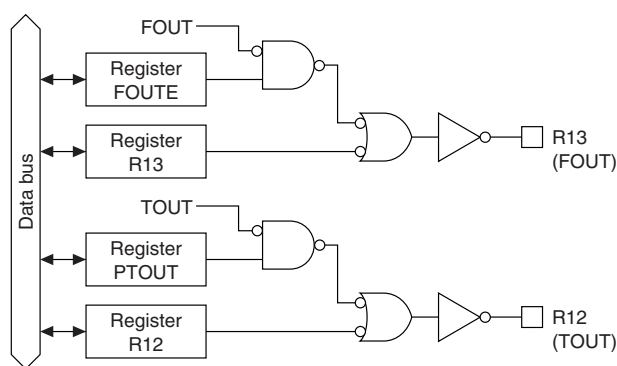 FOUT
Register
FOUTE
Register
R13
R13
(FOUT)
Data bus
TOUT
Register
PTOUT
Register
R12
R12
(TOUT)